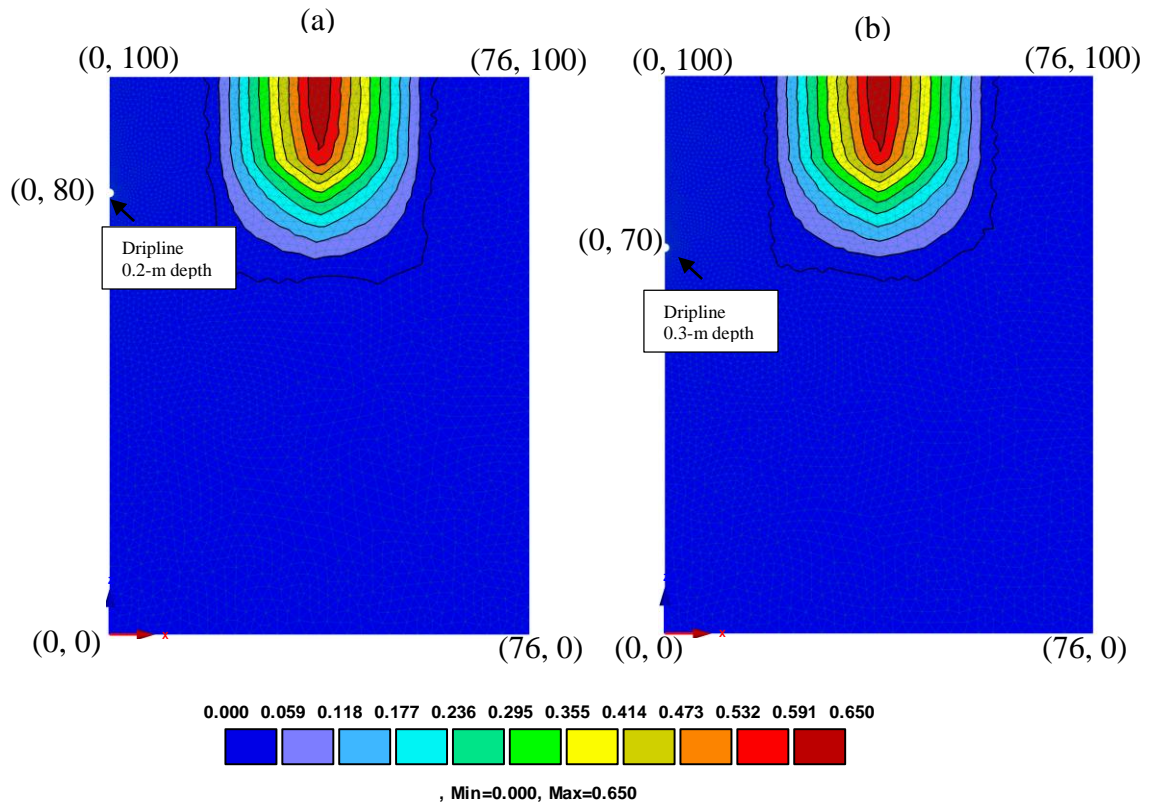 (a)
(b)
(0, 100)
(76, 100)
(0, 100)
(76, 100)
(0, 80)
Dripline
0.2-m depth
(0, 70)
Dripline
0.3-m depth
z
x
z
x
(0, 0)
(76, 0)
(0, 0)
(76, 0)
0.000 0.059 0.118 0.177 0.236 0.295 0.355 0.414 0.473 0.532 0.591 0.650
, Min=0.000, Max=0.650